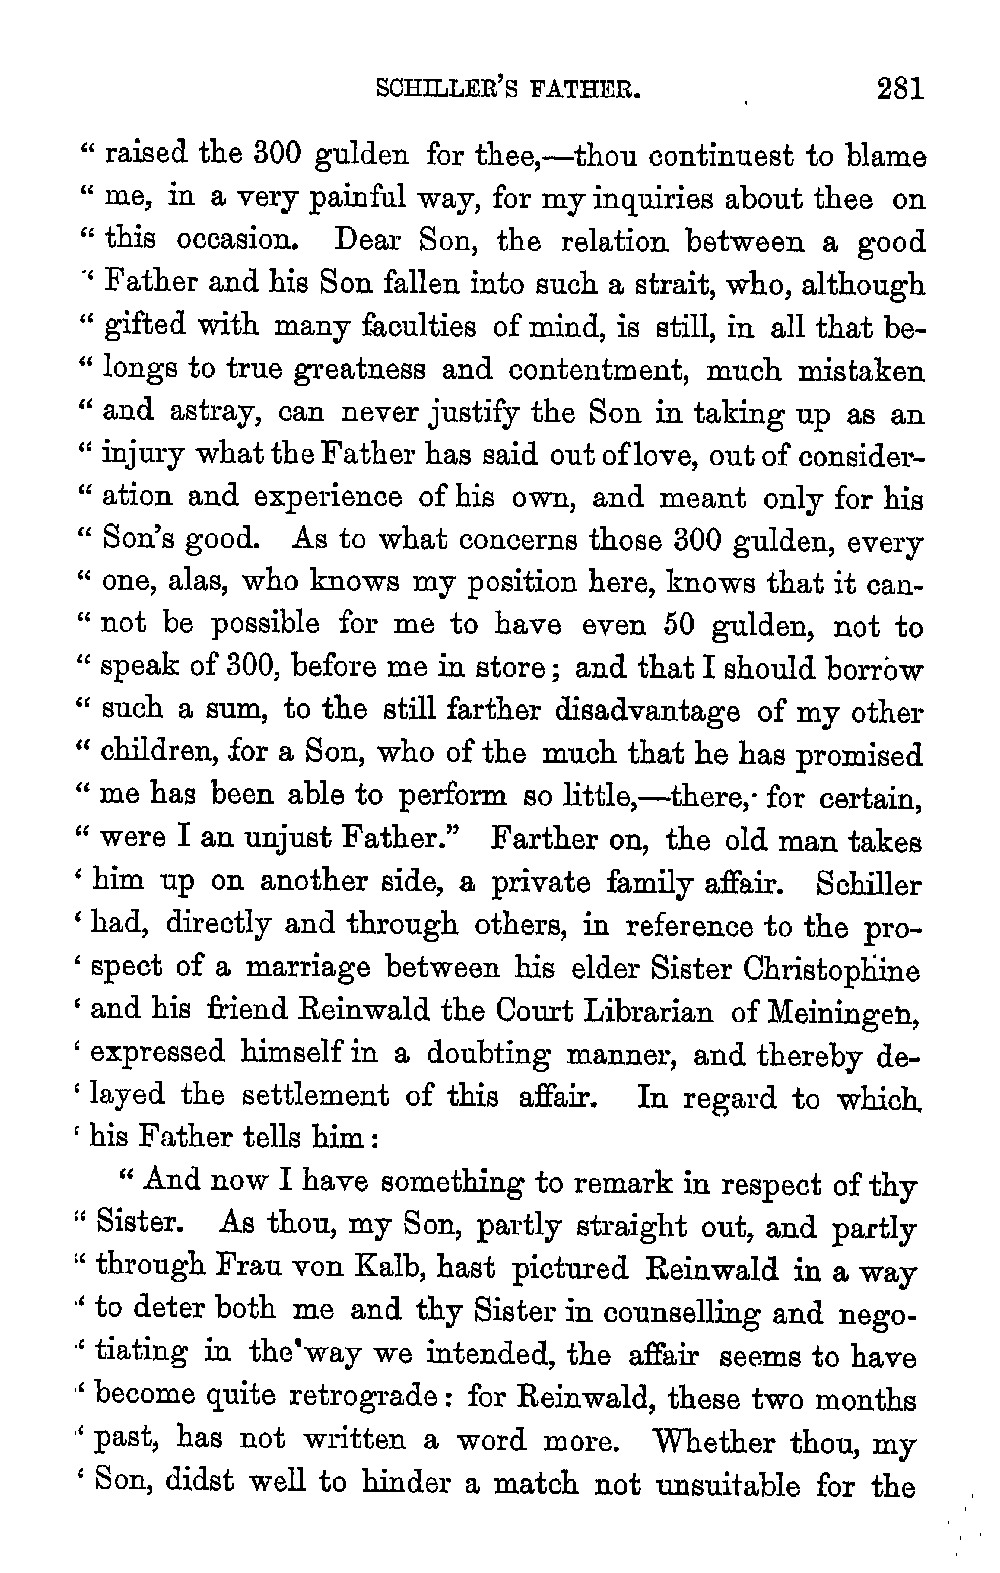 SCHILLER'S FATHER. 281
“ raised the 300 gulden for thee,—thou continuest to blame
“ me, in a very painful way, for my inquiries about thee on
“ this occasion. Dear Son, the relation between a good
“ Father and his Son fallen into such a strait, who, although
“ gifted with many faculties of mind, is still, in all that be-
“ longs to true greatness and contentment, much mistaken
“ and astray, can never justify the Son in taking up as an
“ injury what the Father has said out of love, out of consider-
“ ation and experience of his own, and meant only for his
“ Son's good. As to what concerns those 300 gulden, every
“ one, alas, who knows my position here, knows that it can-
“ not be possible for me to have even 50 gulden, not to
“ speak of 300, before me in store; and that I should borrow
“ such a sum, to the still farther disadvantage of my other
“ children, for a Son, who of the much that he has promised
“ me has been able to perform so little,—there, for certain,
“ were I an unjust Father.” Farther on, the old man takes
‘ him up on another side, a private family affair. Schiller
‘ had, directly and through others, in reference to the pro-
‘ spect of a marriage between his elder Sister Christophine
‘ and his friend Reinwald the Court Librarian of Meiningen,
‘ expressed himself in a doubting manner, and thereby de-
‘ layed the settlement of this affair. In regard to which
‘ his Father tells him:
“ And now I have something to remark in respect of thy
“ Sister. As thou, my Son, partly straight out, and partly
“ through Frau von Kalb, hast pictured Reinwald in a way
“ to deter both me and thy Sister in counselling and nego-
“ tiating in the way we intended, the affair seems to have
“ become quite retrograde: for Reinwald, these two months
“ past, has not written a word more. Whether thou, my
‘ Son, didst well to hinder a match not unsuitable for the